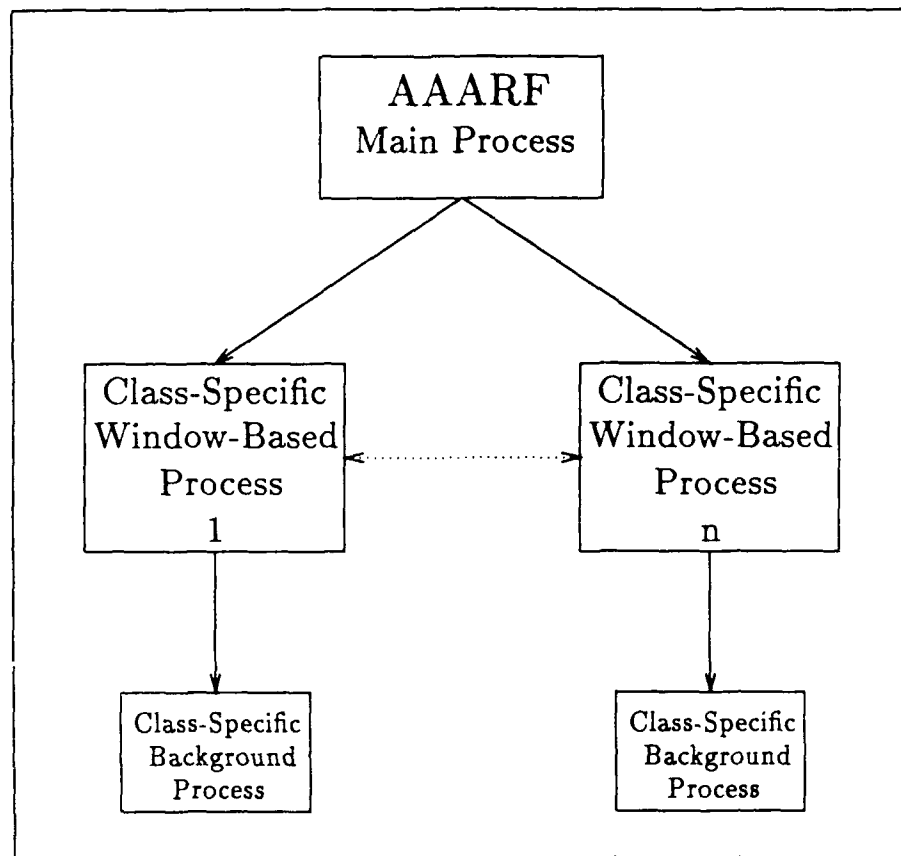 AAARF
Main Process
Class-Specific
Window-Based
Process
1
Class-Specific
Window-Based
Process
n
Class-Specific
Background
Process
Class-Specific
Background
Process